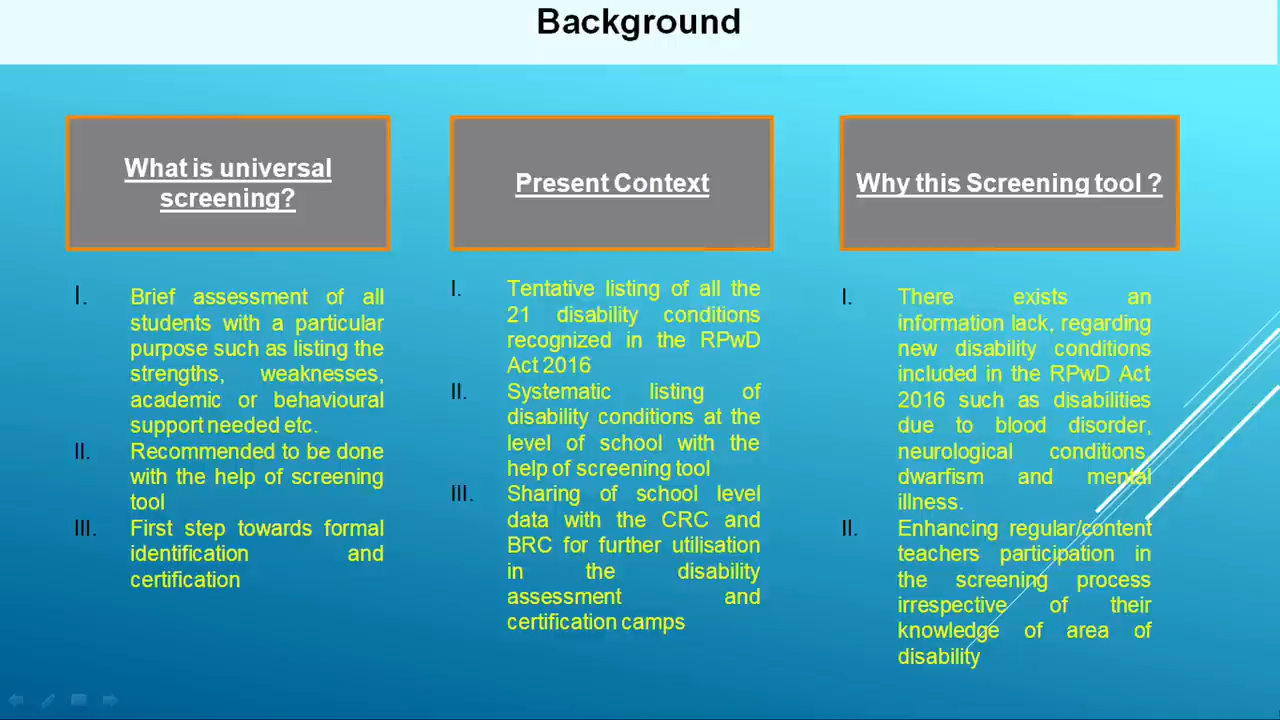 Background
What is universal
screening?
I. Brief assessment of all
students with a particular
purpose such as listing the
strengths, weaknesses,
academic or behavioural
support needed etc.
II. Recommended to be done
with the help of screening
tool
III. First step towards formal
identification and
certification
Present Context
I. Tentative listing of all the
21 disability conditions
recognized in the RPwD
Act 2016
II. Systematic listing of
disability conditions at the
level of school with the
help of screening tool
III. Sharing of school level
data with the CRC and
BRC for further utilisation
in the disability
assessment and
certification camps
Why this Screening tool ?
I. There exists an
information lack, regarding
new disability conditions
included in the RPwD Act
2016 such as disabilities
due to blood disorder,
neurological conditions,
dwarfism and mental
illness.
II. Enhancing regular/content
teachers participation in
the screening process
irrespective of their
knowledge of area of
disability